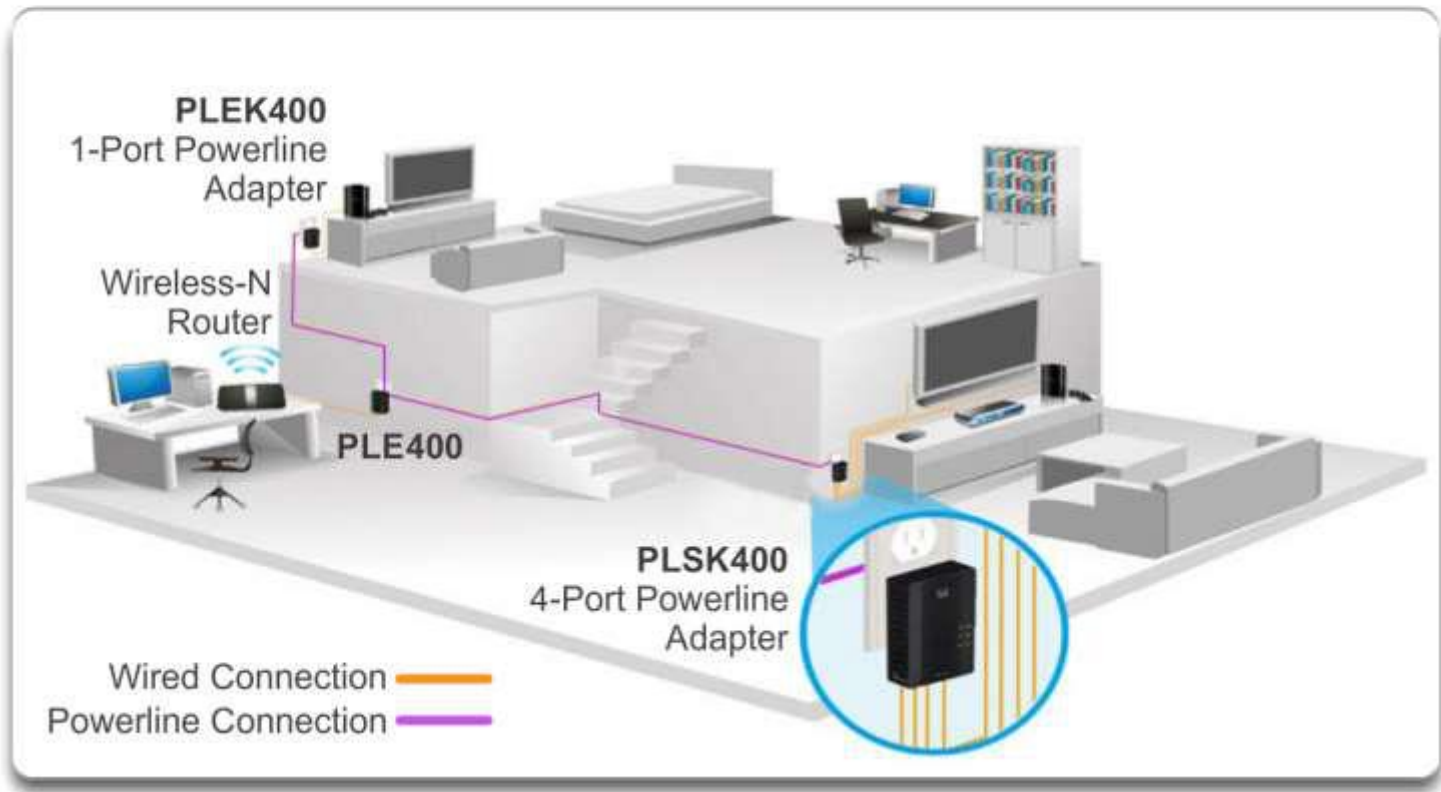 PLEK400
1-Port Powerline
Adapter
Wireless-N
Router
PLE400
PLSK400
4-Port Powerline
Adapter
Wired Connection
Powerline Connection